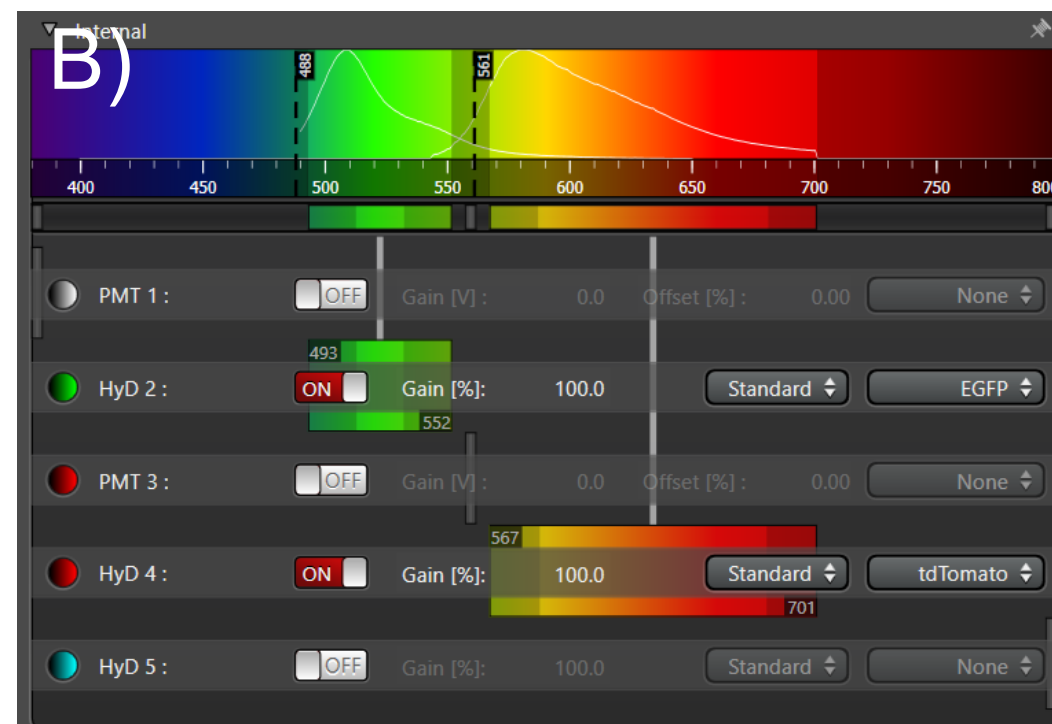 Internal
B)
488
561
400 450 500 550 600 650 700 750 80
PMT 1 : OFF Gain [V] : 0.0 Offset [%] : 0.00 None
493
HyD 2 : ON Gain [%]: 100.0 Standard EGFP
552
PMT 3 : OFF Gain [V] : 0.0 Offset [%] : 0.00 None
567
HyD 4 : ON Gain [%]: 100.0 Standard tdTomato
701
HyD 5 : OFF Gain [%]: 100.0 Standard None